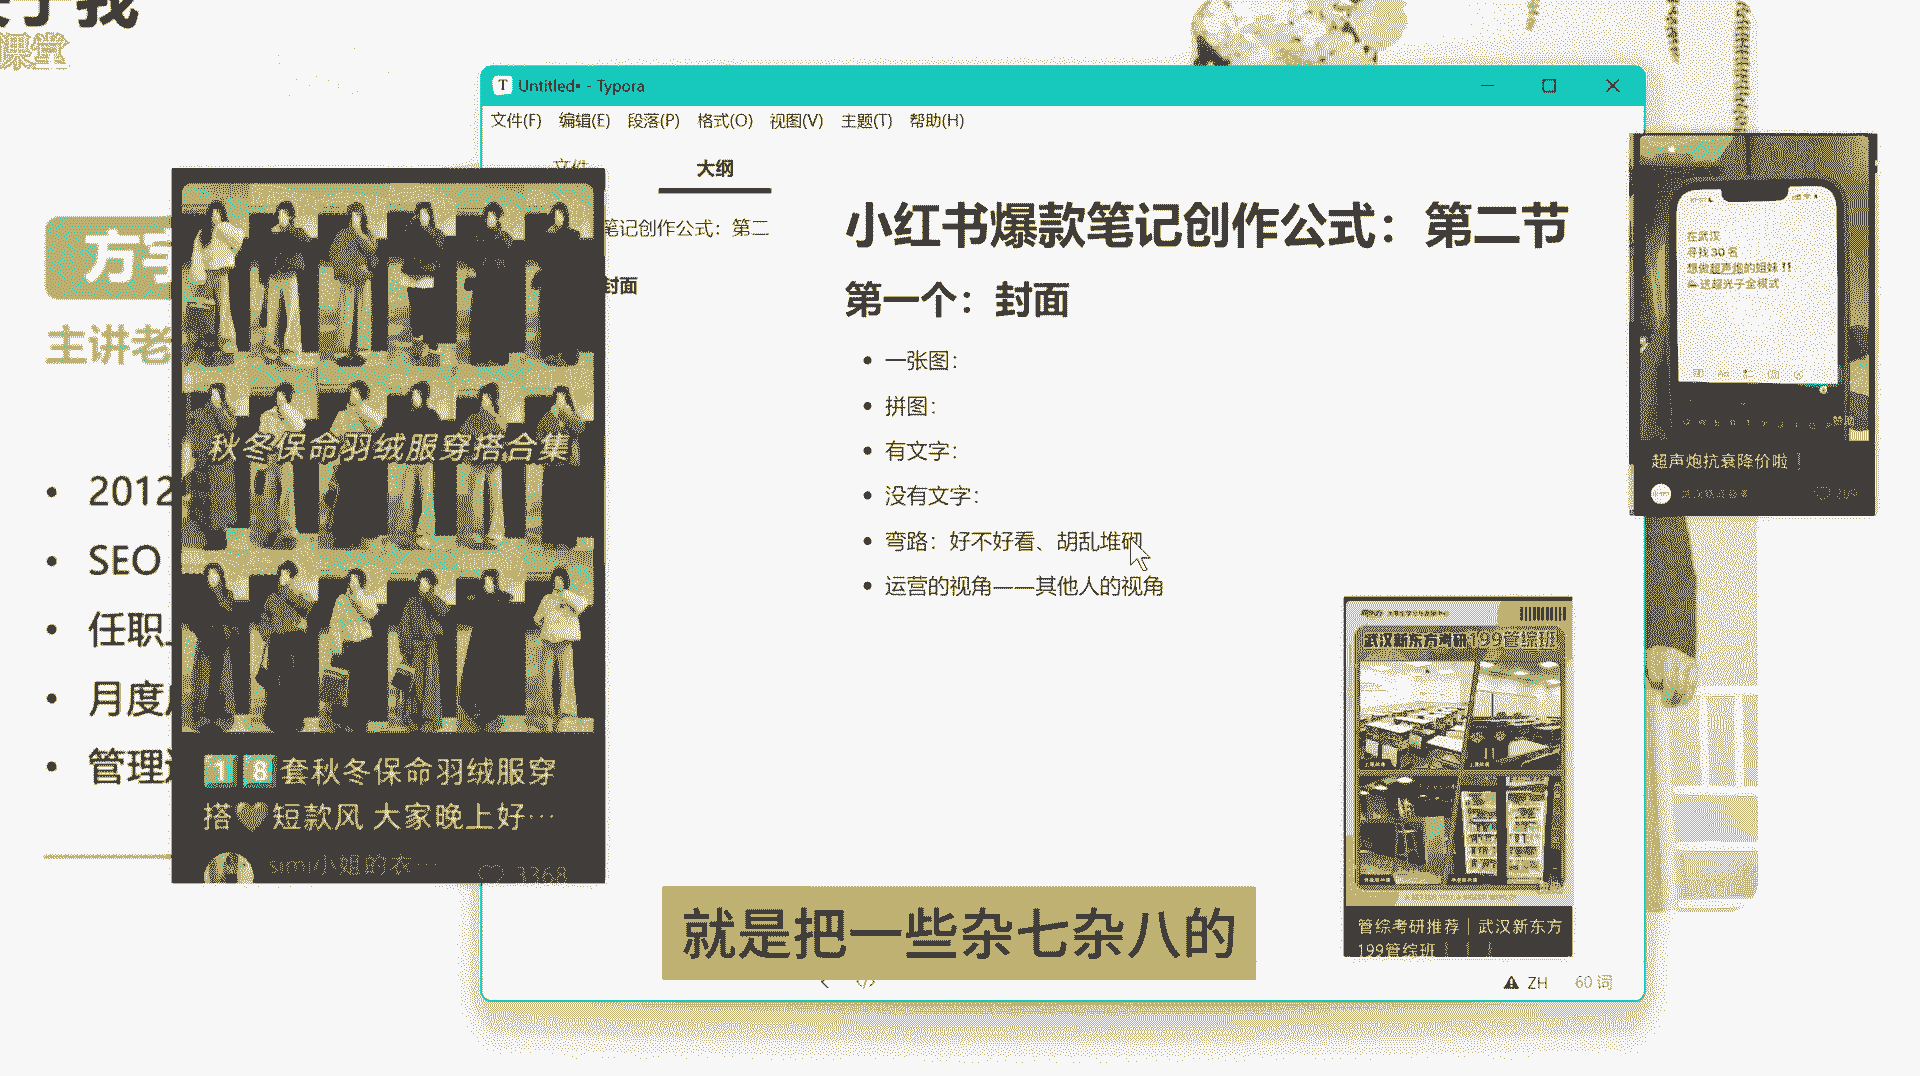 课堂
Untitled• - Typora
文件(F) 编辑(E) 段落(P) 格式(O) 视图(V) 主题(T) 帮助(H)
文件 大纲
笔记创作公式：第二
封面
小红书爆款笔记创作公式：第二节
第一个：封面
一张图：
拼图：
有文字：
没有文字：
弯路：好不好看、胡乱堆砌
运营的视角——其他人的视角
主讲老
2012
SEO
任职
月度
管理
秋冬保命羽绒服穿搭合集
18套秋冬保命羽绒服穿
搭🖤短款风 大家晚上好…
simi小姐的衣…
3368
在武汉
寻找30名
想做超声炮的姐妹!!
送超光子全模式
赞助
超声炮抗衰降价啦
武汉新东方考研199管综班
管综考研推荐｜武汉新东方
199管综班
就是把一些杂七杂八的
ZH 60 词